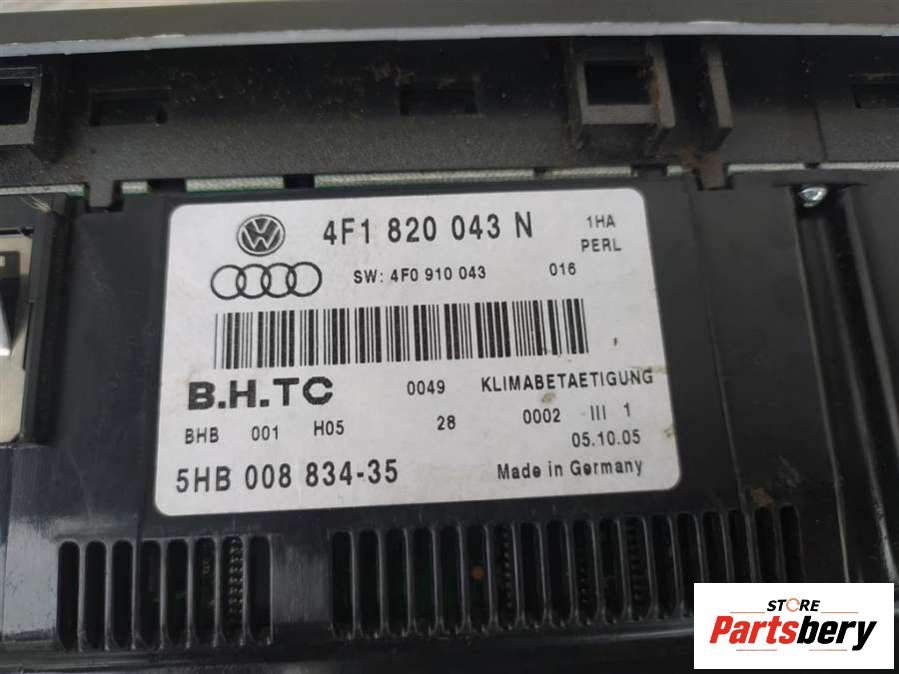 VW
4F1 820 043 N
1HA
PERL
SW: 4F0 910 043
016
B.H.TC
0049
KLIMABETAETIGUNG
BHB 001 H05
28
0002 III 1
05.10.05
5HB 008 834-35
Made in Germany
STORE
Partsbery